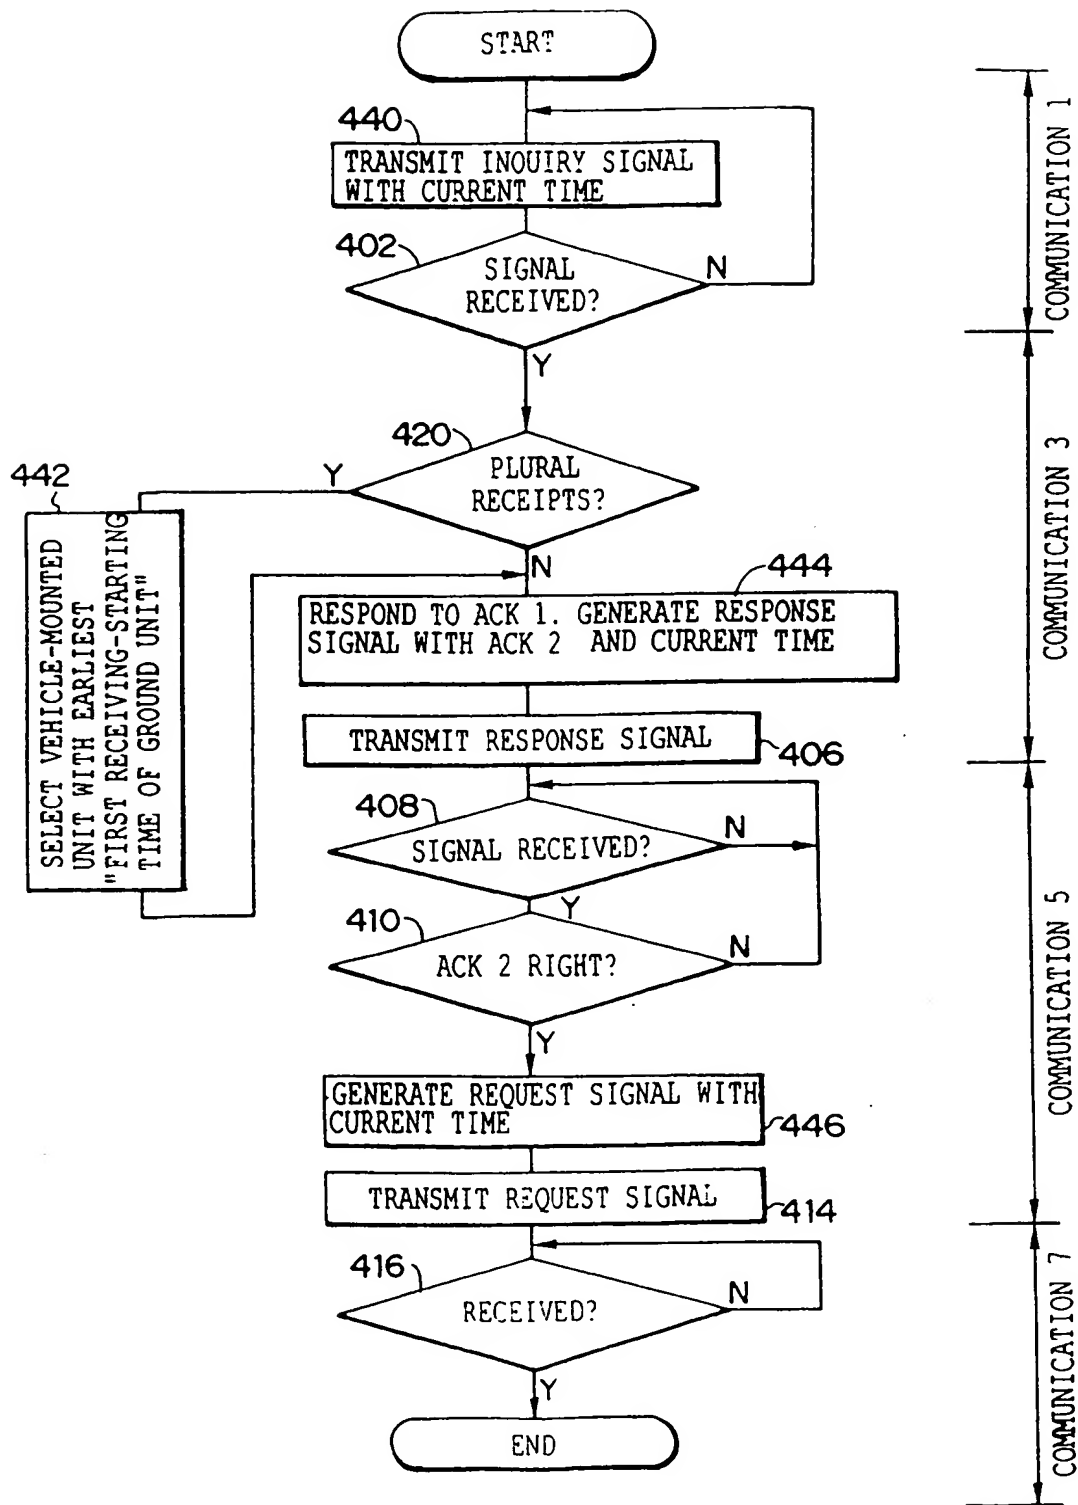 START
440
TRANSMIT INQUIRY SIGNAL
WITH CURRENT TIME
402
SIGNAL
RECEIVED?
N
Y
COMMUNICATION 1
420
PLURAL
RECEIPTS?
Y
N
442
SELECT VEHICLE-MOUNTED
UNIT WITH EARLIEST
"FIRST RECEIVING-STARTING
TIME OF GROUND UNIT"
444
RESPOND TO ACK 1. GENERATE RESPONSE
SIGNAL WITH ACK 2 AND CURRENT TIME
TRANSMIT RESPONSE SIGNAL
406
COMMUNICATION 3
408
SIGNAL RECEIVED?
N
Y
410
ACK 2 RIGHT?
N
Y
GENERATE REQUEST SIGNAL WITH
CURRENT TIME
446
TRANSMIT REQUEST SIGNAL
414
COMMUNICATION 5
416
RECEIVED?
N
Y
END
COMMUNICATION 7